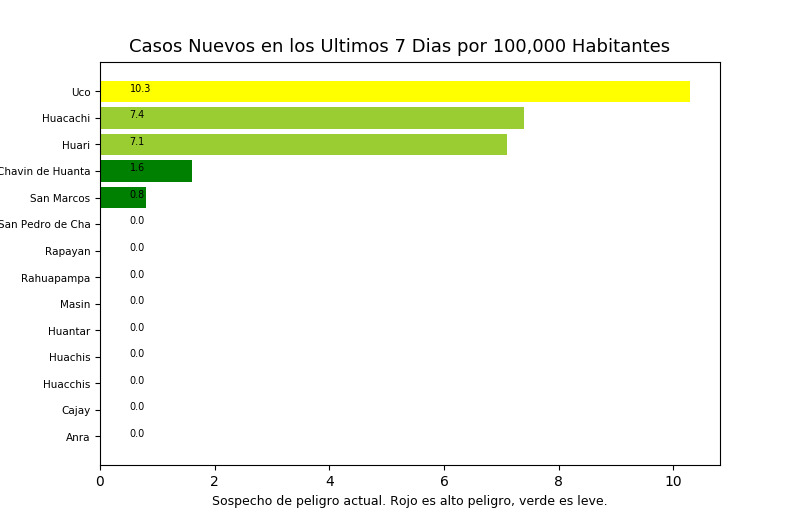 Casos Nuevos en los Ultimos 7 Dias por 100,000 Habitantes
Uco 10.3
Huacachi 7.4
Huari 7.1
Chavin de Huanta 1.6
San Marcos 0.8
San Pedro de Cha 0.0
Rapayan 0.0
Rahuapampa 0.0
Masin 0.0
Huantar 0.0
Huachis 0.0
Huacchis 0.0
Cajay 0.0
Anra 0.0
0 2 4 6 8 10
Sospecho de peligro actual. Rojo es alto peligro, verde es leve.